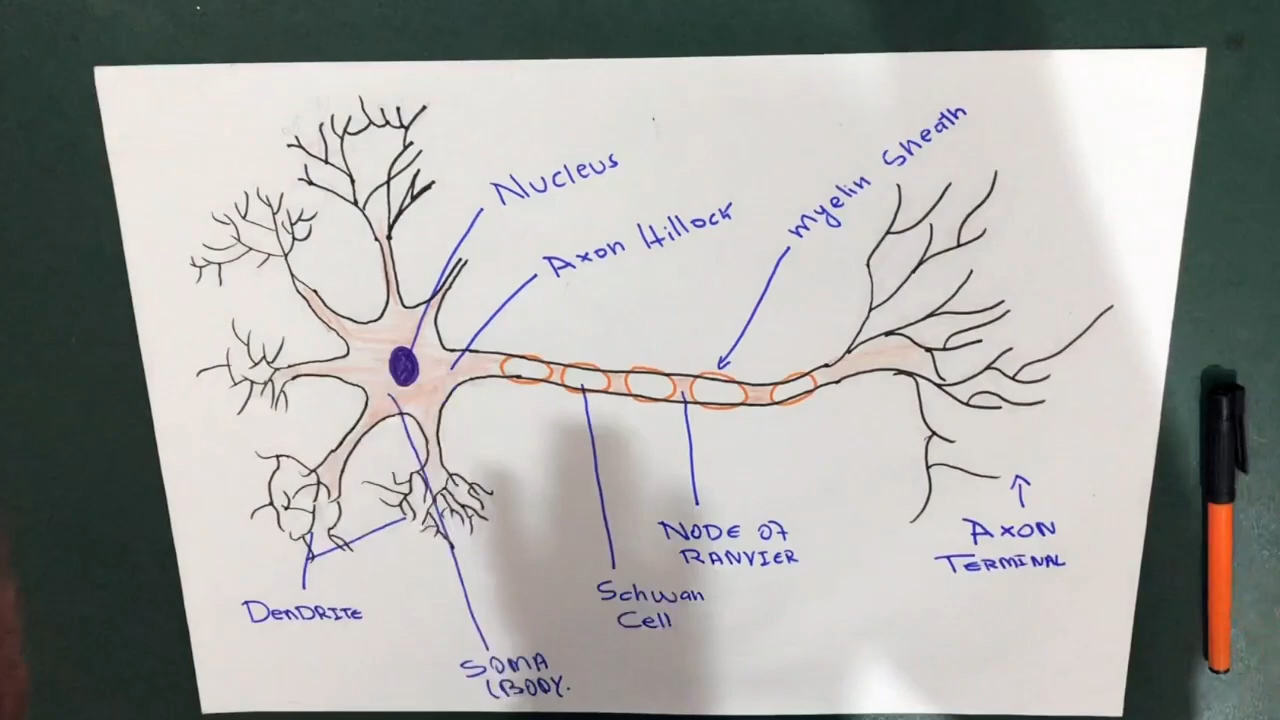 Nucleus
Axon Hillock
Myelin Sheath
NODE OF
RANVIER
AXON
TERMINAL
Schwan
Cell
DenDRITE
SOMA
(BODY.